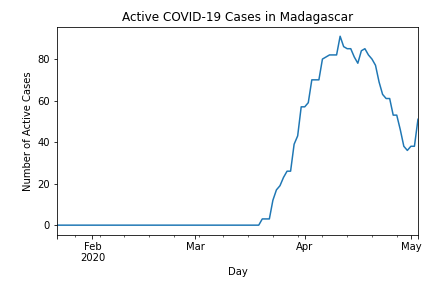 Active COVID-19 Cases in Madagascar
Number of Active Cases
80
60
40
20
0
Feb
2020
Mar
Apr
May
Day